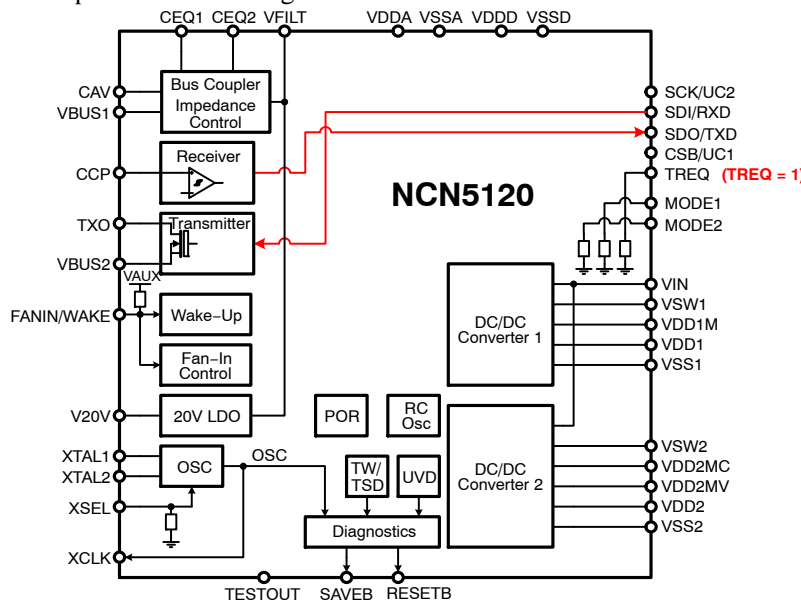 CEQ1 CEQ2 VFILT VDDA VSSA VDDD VSSD
CAV
VBUS1
Bus Coupler
Impedance
Control
CCP
Receiver
TXO
Transmitter
VBUS2
VAUX
FANIN/WAKE
Wake-Up
Fan-In
Control
V20V
20V LDO
XTAL1
XTAL2
OSC
OSC
XSEL
XCLK
NCN5120
SCK/UC2
SDI/RXD
SDO/TXD
CSB/UC1
TREQ (TREQ = 1)
MODE1
MODE2
DC/DC
Converter 1
VIN
VSW1
VDD1M
VDD1
VSS1
POR
RC
Osc
TW/
TSD
UVD
Diagnostics
DC/DC
Converter 2
VSW2
VDD2MC
VDD2MV
VDD2
VSS2
TESTOUT SAVEB RESETB